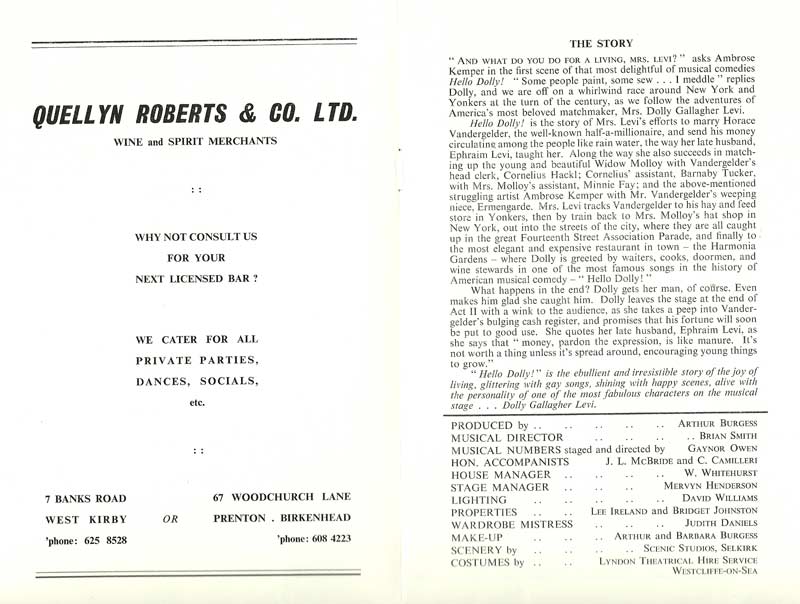 QUELLYN ROBERTS & CO. LTD.
WINE and SPIRIT MERCHANTS
: :
WHY NOT CONSULT US
FOR YOUR
NEXT LICENSED BAR ?
WE CATER FOR ALL
PRIVATE PARTIES,
DANCES, SOCIALS,
etc.
: :
7 BANKS ROAD
WEST KIRBY
'phone: 625 8528
OR
67 WOODCHURCH LANE
PRENTON . BIRKENHEAD
'phone: 608 4223
THE STORY
" AND WHAT DO YOU DO FOR A LIVING, MRS. LEVI? " asks Ambrose
Kemper in the first scene of that most delightful of musical comedies
Hello Dolly! " Some people paint, some sew . . . I meddle " replies
Dolly, and we are off on a whirlwind race around New York and
Yonkers at the turn of the century, as we follow the adventures of
America's most beloved matchmaker, Mrs. Dolly Gallagher Levi.
Hello Dolly! is the story of Mrs. Levi's efforts to marry Horace
Vandergelder, the well-known half-a-millionaire, and send his money
circulating among the people like rain water, the way her late husband,
Ephraim Levi, taught her. Along the way she also succeeds in match-
ing up the young and beautiful Widow Molloy with Vandergelder's
head clerk, Cornelius Hackl; Cornelius' assistant, Barnaby Tucker,
with Mrs. Molloy's assistant, Minnie Fay; and the above-mentioned
struggling artist Ambrose Kemper with Mr. Vandergelder's weeping
niece, Ermengarde. Mrs. Levi tracks Vandergelder to his hay and feed
store in Yonkers, then by train back to Mrs. Molloy's hat shop in
New York, out into the streets of the city, where they are all caught
up in the great Fourteenth Street Association Parade, and finally to
the most elegant and expensive restaurant in town – the Harmonia
Gardens – where Dolly is greeted by waiters, cooks, doormen, and
wine stewards in one of the most famous songs in the history of
American musical comedy – " Hello Dolly! "
What happens in the end? Dolly gets her man, of course. Even
makes him glad she caught him. Dolly leaves the stage at the end of
Act II with a wink to the audience, as she takes a peep into Vander-
gelder's bulging cash register, and promises that his fortune will soon
be put to good use. She quotes her late husband, Ephraim Levi, as
she says that " money, pardon the expression, is like manure. It's
not worth a thing unless it's spread around, encouraging young things
to grow."
" Hello Dolly!" is the ebullient and irresistible story of the joy of
living, glittering with gay songs, shining with happy scenes, alive with
the personality of one of the most fabulous characters on the musical
stage . . . Dolly Gallagher Levi.
PRODUCED by .. .. .. .. .. ARTHUR BURGESS
MUSICAL DIRECTOR .. .. .. .. BRIAN SMITH
MUSICAL NUMBERS staged and directed by GAYNOR OWEN
HON. ACCOMPANISTS J. L. MCBRIDE and C. CAMILLERI
HOUSE MANAGER .. .. .. .. W. WHITEHURST
STAGE MANAGER .. .. .. MERVYN HENDERSON
LIGHTING .. .. .. .. DAVID WILLIAMS
PROPERTIES .. .. LEE IRELAND and BRIDGET JOHNSTON
WARDROBE MISTRESS .. .. .. JUDITH DANIELS
MAKE-UP .. .. .. ARTHUR and BARBARA BURGESS
SCENERY by .. .. .. .. SCENIC STUDIOS, SELKIRK
COSTUMES by .. .. LYNDON THEATRICAL HIRE SERVICE
WESTCLIFFE-ON-SEA